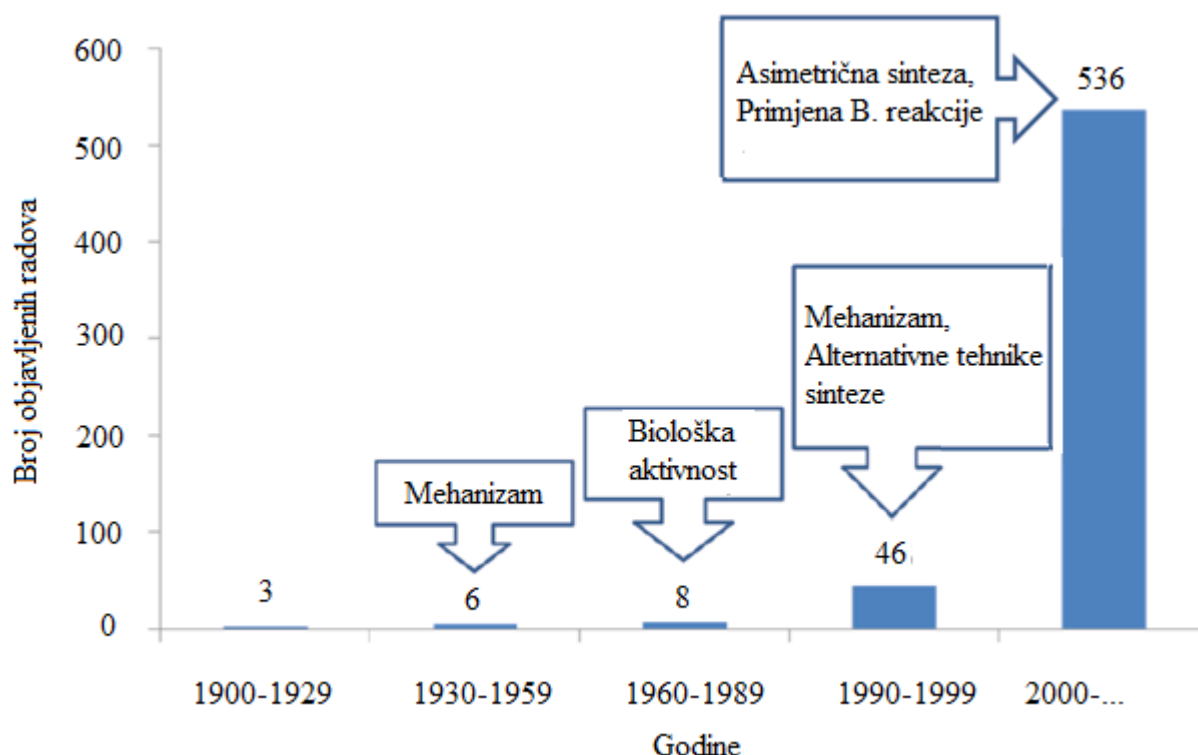 600
500
400
300
200
100
0
Broj objavljenih radova
Asimetrična sinteza,
Primjena B. reakcije
536
Mehanizam,
Alternativne tehnike
sinteze
Biološka
aktivnost
Mehanizam
3
6
8
46
1900-1929
1930-1959
1960-1989
1990-1999
2000-...
Godine